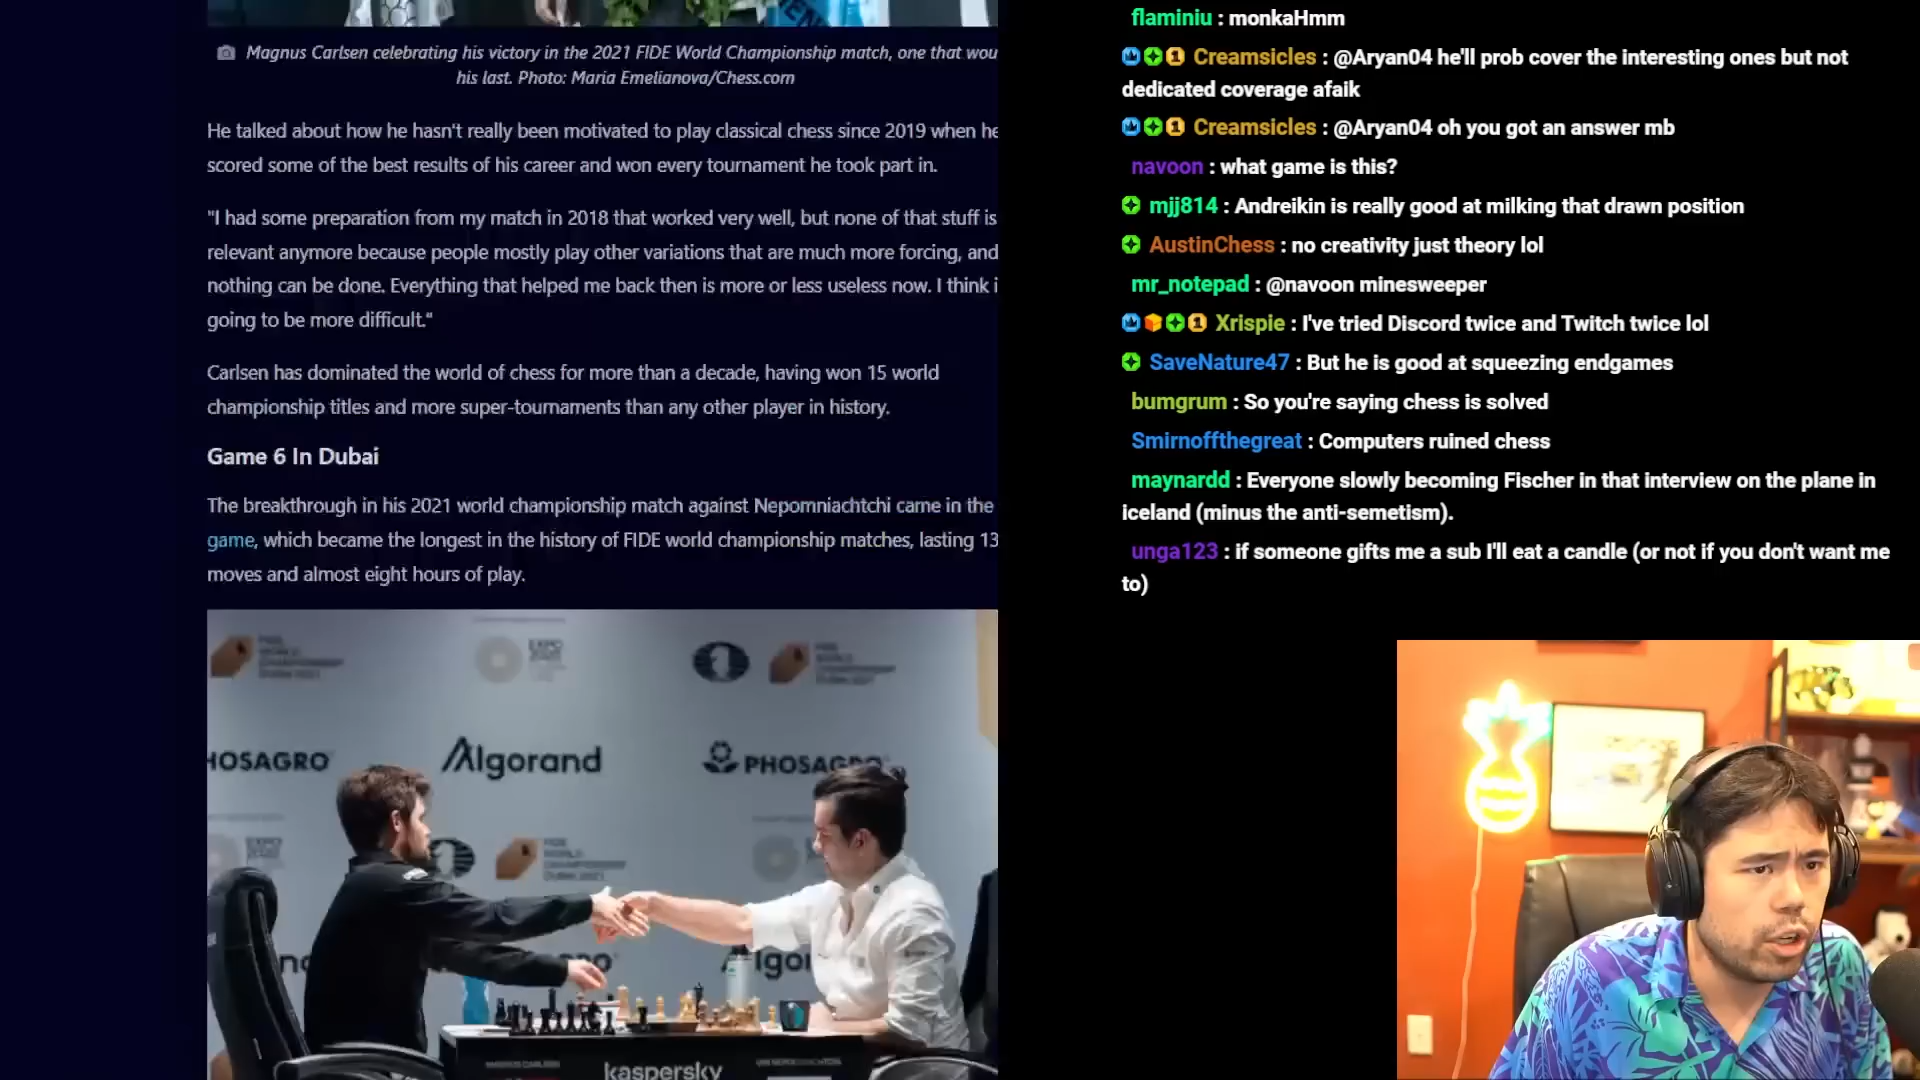 Magnus Carlsen celebrating his victory in the 2021 FIDE World Championship match, one that wou
his last. Photo: Maria Emelianova/Chess.com
He talked about how he hasn't really been motivated to play classical chess since 2019 when he
scored some of the best results of his career and won every tournament he took part in.
"I had some preparation from my match in 2018 that worked very well, but none of that stuff is
relevant anymore because people mostly play other variations that are much more forcing, and
nothing can be done. Everything that helped me back then is more or less useless now. I think i
going to be more difficult."
Carlsen has dominated the world of chess for more than a decade, having won 15 world
championship titles and more super-tournaments than any other player in history.
Game 6 In Dubai
The breakthrough in his 2021 world championship match against Nepomniachtchi came in the
game, which became the longest in the history of FIDE world championship matches, lasting 13
moves and almost eight hours of play.
HOSAGRO
Algorand
PHOSAGRO
kaspersky
flaminiu : monkaHmm
Creamsicles : @Aryan04 he'll prob cover the interesting ones but not
dedicated coverage afaik
Creamsicles : @Aryan04 oh you got an answer mb
navoon : what game is this?
mjj814 : Andreikin is really good at milking that drawn position
AustinChess : no creativity just theory lol
mr_notepad : @navoon minesweeper
Xrispie : I've tried Discord twice and Twitch twice lol
SaveNature47 : But he is good at squeezing endgames
bumgrum : So you're saying chess is solved
Smirnoffthegreat : Computers ruined chess
maynardd : Everyone slowly becoming Fischer in that interview on the plane in
iceland (minus the anti-semetism).
unga123 : if someone gifts me a sub I'll eat a candle (or not if you don't want me
to)